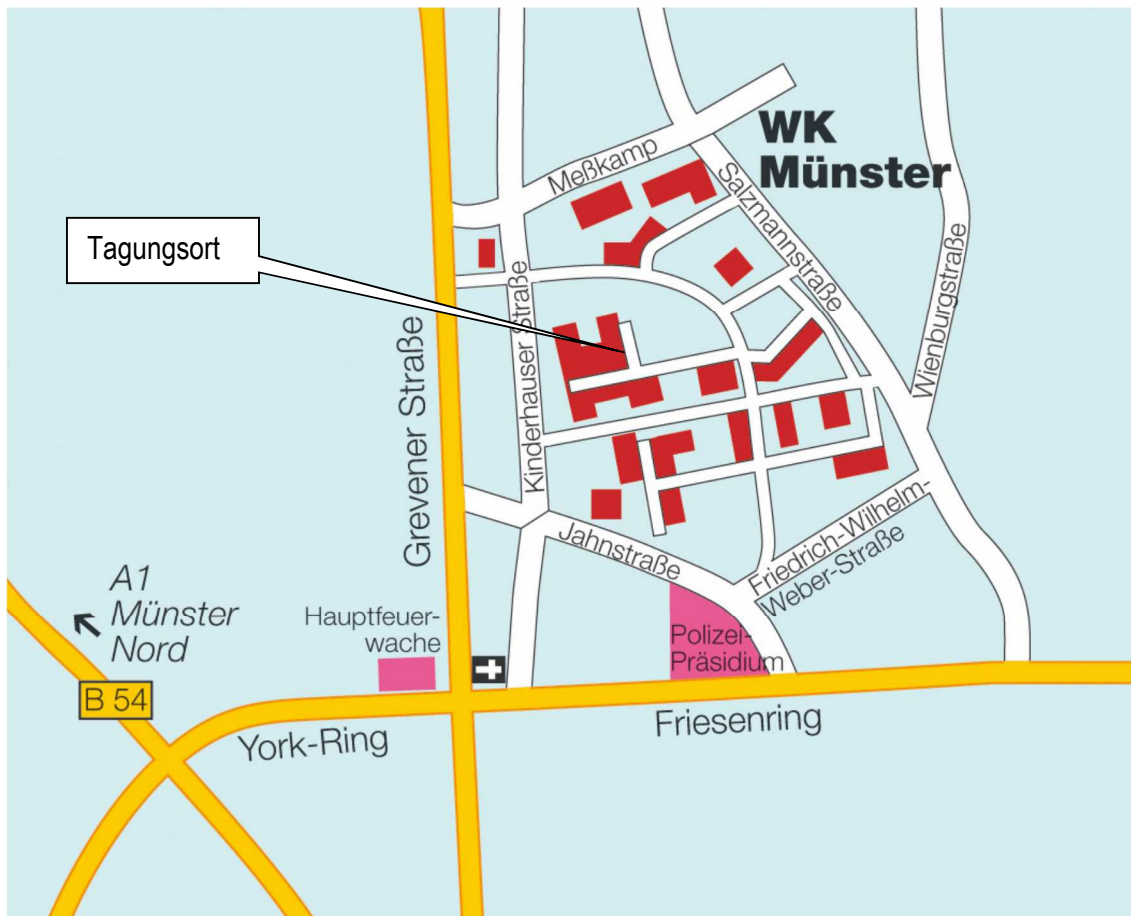 WK
Münster
Meßkamp
Salzmannstraße
Tagungsort
Wienburgstraße
Kinderhauser Straße
Grevener Straße
Jahnstraße
Friedrich-Wilhelm-
Weber-Straße
A1
Münster
Nord
Hauptfeuer-
wache
Polizei-
Präsidium
B 54
York-Ring
Friesenring